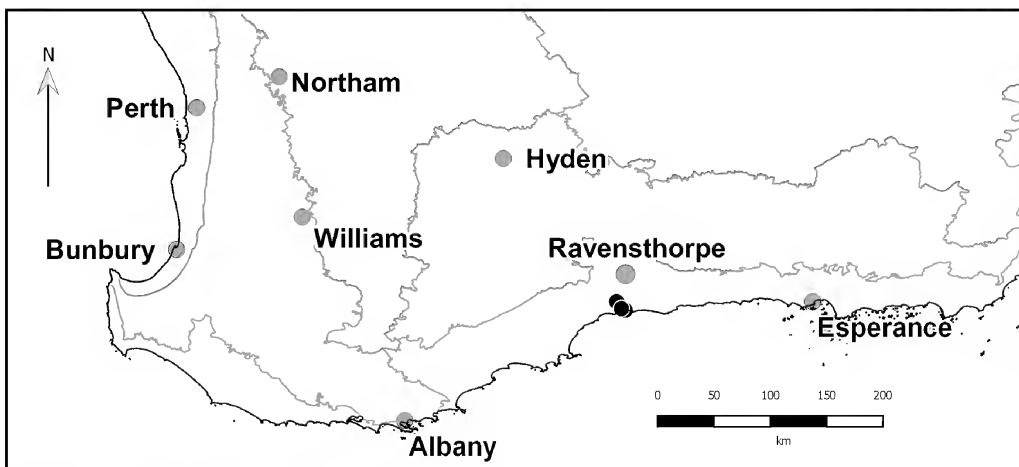 N
Northam
Perth
Hyden
Williams
Bunbury
Ravensthorpe
Esperance
0 50 100 150 200
km
Albany